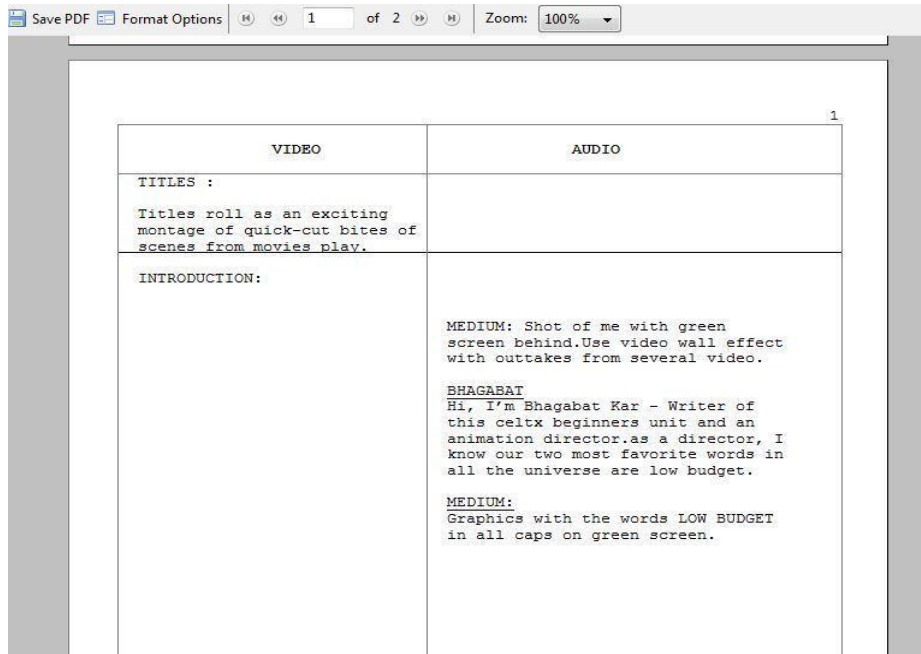 Save PDF Format Options 1 of 2 Zoom: 100%
1
VIDEO AUDIO
TITLES :
Titles roll as an exciting
montage of quick-cut bites of
scenes from movies play.
INTRODUCTION:
MEDIUM: Shot of me with green
screen behind.Use video wall effect
with outtakes from several video.
BHAGABAT
Hi, I’m Bhagabat Kar – Writer of
this celtx beginners unit and an
animation director.as a director, I
know our two most favorite words in
all the universe are low budget.
MEDIUM:
Graphics with the words LOW BUDGET
in all caps on green screen.